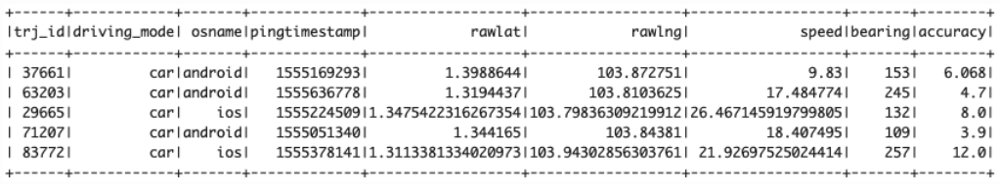 +------+------------+-------+-------------+------------------+------------------+------------------+-------+--------+
|trj_id|driving_mode| osname|pingtimestamp|            rawlat|            rawlng|             speed|bearing|accuracy|
+------+------------+-------+-------------+------------------+------------------+------------------+-------+--------+
| 37661|         car|android|   1555169293|         1.3988644|        103.872751|              9.83|    153|   6.068|
| 63203|         car|android|   1555636778|         1.3194437|       103.8103625|         17.484774|    245|     4.7|
| 29665|         car|    ios|   1555224509|1.3475422316267354|103.79836309219912|26.467145919799805|    132|     8.0|
| 71207|         car|android|   1555051340|          1.344165|         103.84381|         18.407495|    109|     3.9|
| 83772|         car|    ios|   1555378141|1.3113381334020973|103.94302856303761| 21.92697525024414|    257|    12.0|
+------+------------+-------+-------------+------------------+------------------+------------------+-------+--------+